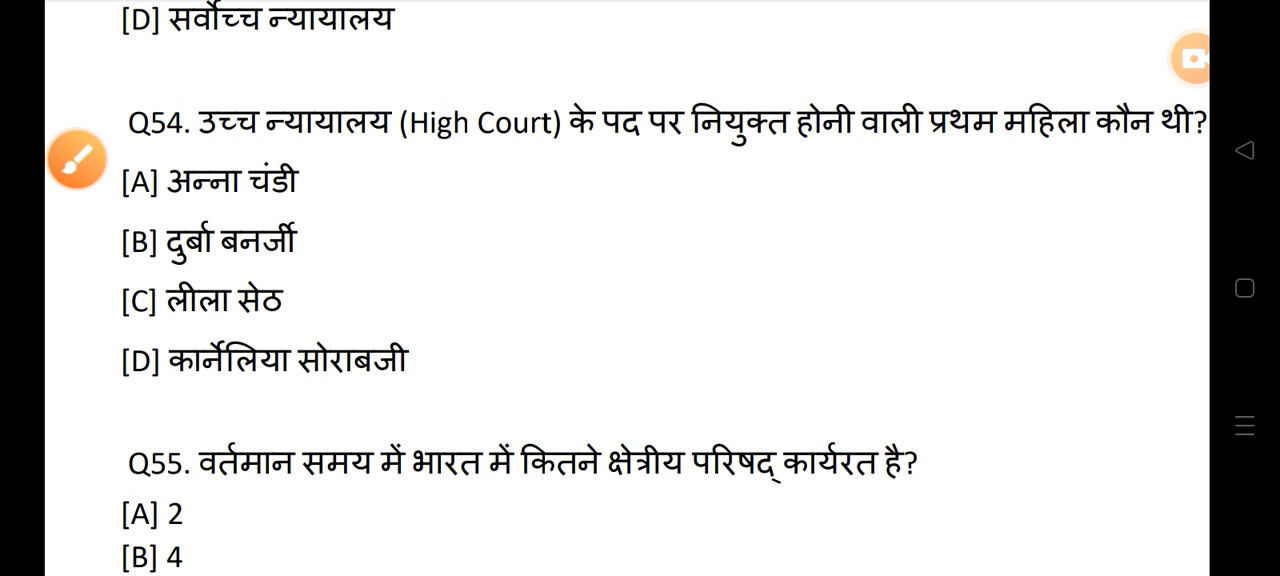 [D] सर्वोच्च न्यायालय
Q54. उच्च न्यायालय (High Court) के पद पर नियुक्त होनी वाली प्रथम महिला कौन थी?
[A] अन्ना चंडी
[B] दुर्बा बनर्जी
[C] लीला सेठ
[D] कार्नेलिया सोराबजी
Q55. वर्तमान समय में भारत में कितने क्षेत्रीय परिषद् कार्यरत है?
[A] 2
[B] 4